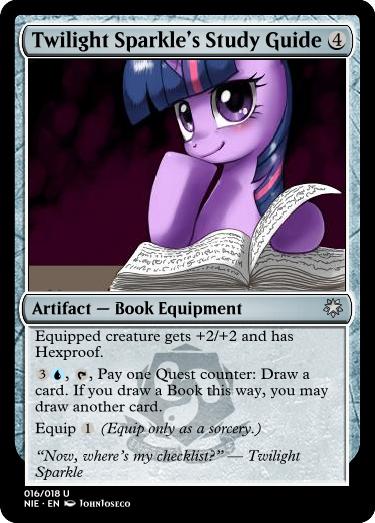 Twilight Sparkle's Study Guide 4
Artifact — Book Equipment
Equipped creature gets +2/+2 and has
Hexproof.
3 , , Pay one Quest counter: Draw a
card. If you draw a Book this way, you may
draw another card.
Equip 1 (Equip only as a sorcery.)
“Now, where's my checklist?” — Twilight
Sparkle
016/018 U
NIE • EN JohnJoseco